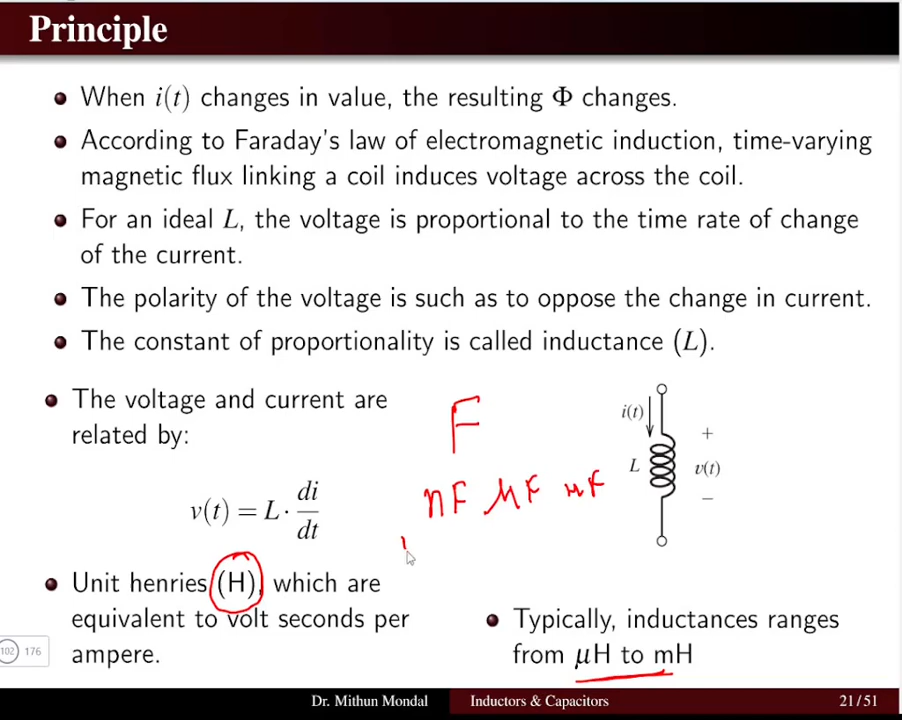 Principle
When i(t) changes in value, the resulting Φ changes.
According to Faraday's law of electromagnetic induction, time-varying
magnetic flux linking a coil induces voltage across the coil.
For an ideal L, the voltage is proportional to the time rate of change
of the current.
The polarity of the voltage is such as to oppose the change in current.
The constant of proportionality is called inductance (L).
The voltage and current are
related by:
v(t) = L · di/dt
Unit henries (H), which are
equivalent to volt seconds per
ampere.
F
nF μF
i(t)
L
+
v(t)
−
Typically, inductances ranges
from μH to mH
102 176
Dr. Mithun Mondal
Inductors & Capacitors
21/51